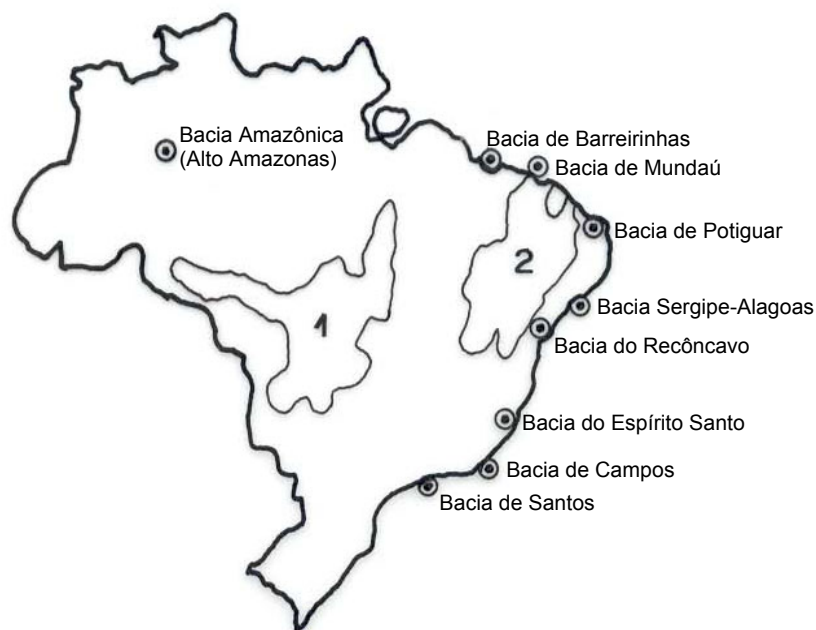 Bacia Amazônica
(Alto Amazonas)
Bacia de Barreirinhas
Bacia de Mundaú
Bacia de Potiguar
2
Bacia Sergipe-Alagoas
1
Bacia do Recôncavo
Bacia do Espírito Santo
Bacia de Campos
Bacia de Santos